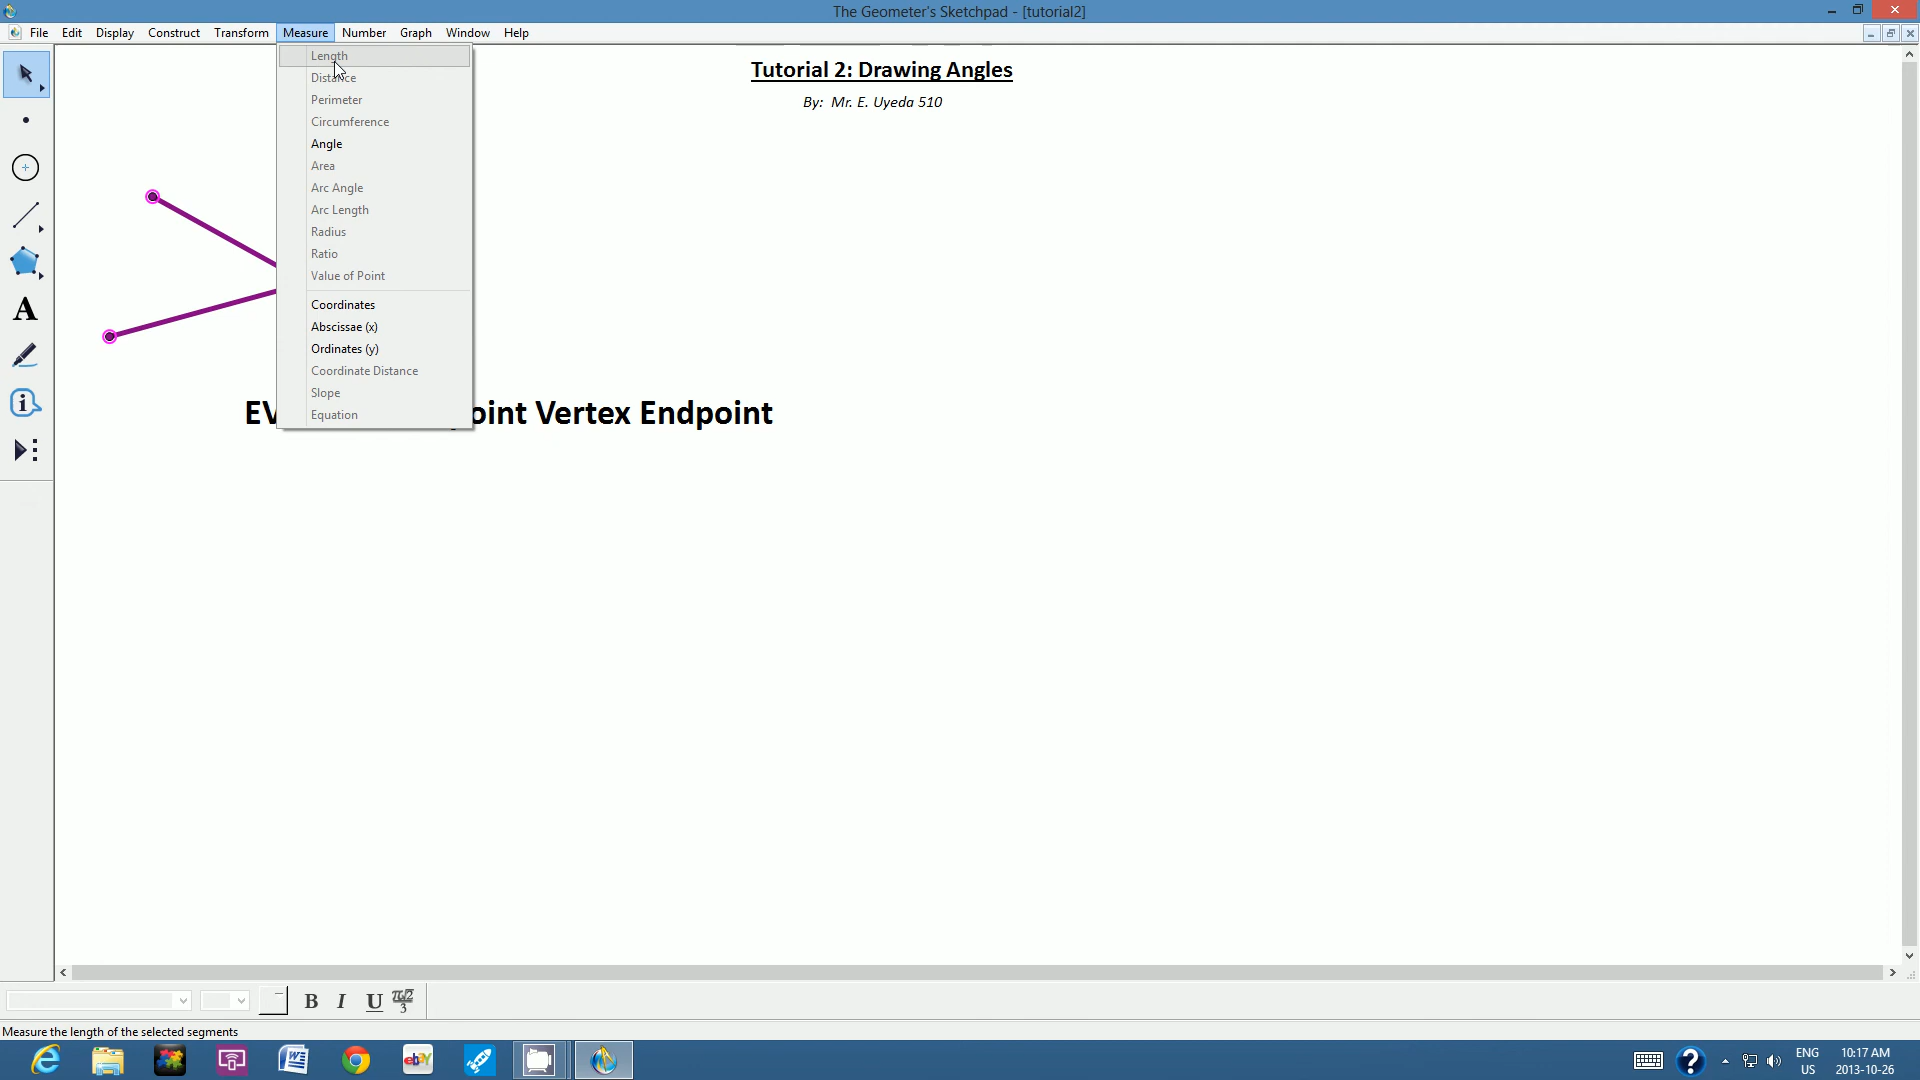 The Geometer's Sketchpad - [tutorial2]
File Edit Display Construct Transform Measure Number Graph Window Help
Tutorial 2: Drawing Angles
By: Mr. E. Uyeda 510
Length
Distance
Perimeter
Circumference
Angle
Area
Arc Angle
Arc Length
Radius
Ratio
Value of Point
Coordinates
Abscissae (x)
Ordinates (y)
Coordinate Distance
Slope
Equation
Vertex Endpoint
A
B I U
Measure the length of the selected segments
ebay
ENG 10:17 AM
US 2013-10-26